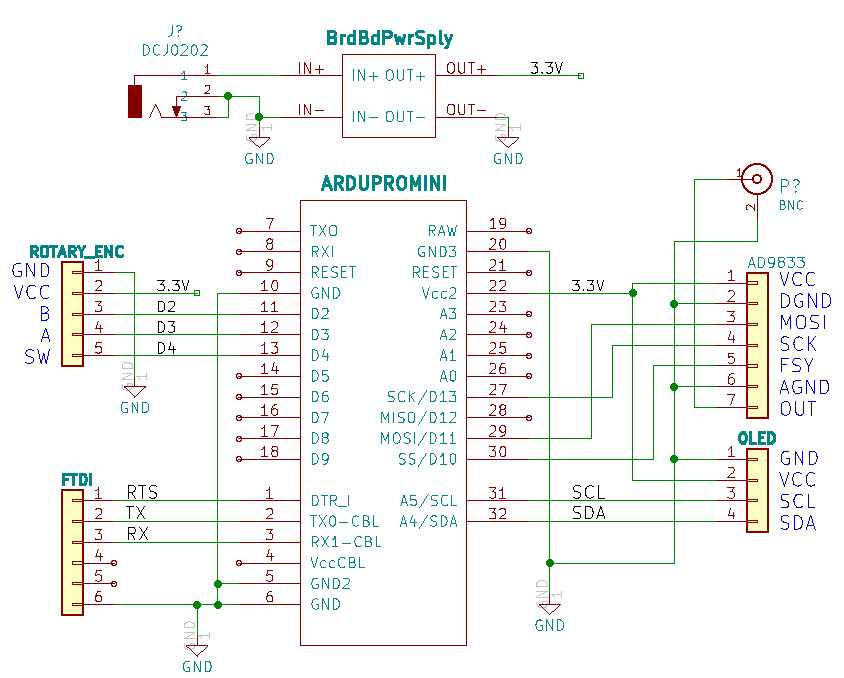 J?
DCJ0202
BrdBdPwrSply
1 1 IN+ IN+ OUT+ OUT+ 3.3V
2 2
3 3 IN- IN- OUT- OUT-
GND 1 GND 1
GND GND
ARDUPROMINI
1 P?
2 BNC
7 TXO RAW 19
ROTARY_ENC 8 RXI GND3 20
AD9833
GND 1 9 RESET RESET 21 1 VCC
VCC 2 3.3V 10 GND Vcc2 22 3.3V 2 DGND
B 3 D2 11 D2 A3 23 3 MOSI
A 4 D3 12 D3 A2 24 4 SCK
SW 5 D4 13 D4 A1 25 5 FSY
GND 1 14 D5 A0 26 6 AGND
GND 15 D6 SCK/D13 27 7 OUT
16 D7 MISO/D12 28
17 D8 MOSI/D11 29 OLED
18 D9 SS/D10 30 1 GND
FTDI 2 VCC
1 RTS 1 DTR_I A5/SCL 31 SCL 3 SCL
2 TX 2 TXO-CBL A4/SDA 32 SDA 4 SDA
3 RX 3 RX1-CBL
4 4 VccCBL
5 5 GND2
6 6 GND
GND 1 GND 1
GND GND